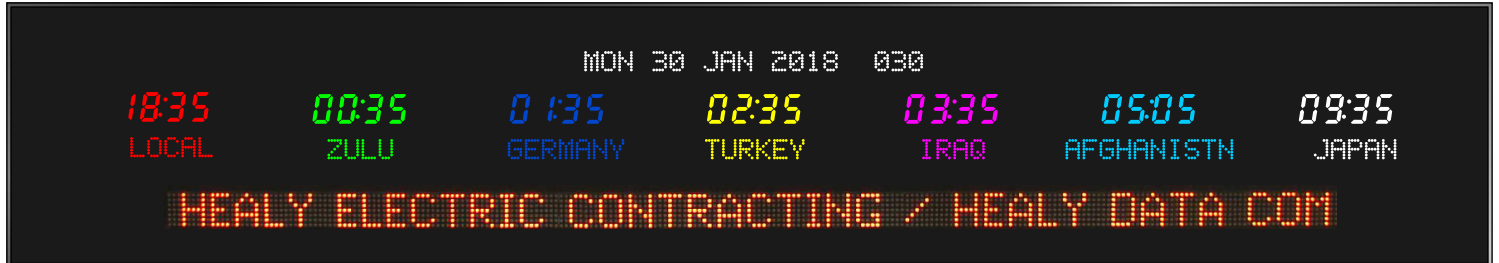 MON 30 JAN 2018 030
18:35 00:35 01:35 02:35 03:35 05:05 09:35
LOCAL ZULU GERMANY TURKEY IRAQ AFGHANISTN JAPAN
HEALY ELECTRIC CONTRACTING / HEALY DATA COM